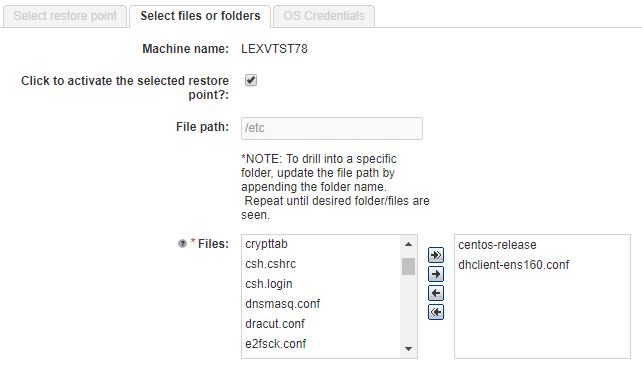 Select restore point
Select files or folders
OS Credentials
Machine name: LEXVTST78
Click to activate the selected restore
point?:
File path: /etc
*NOTE: To drill into a specific
folder, update the file path by
appending the folder name.
Repeat until desired folder/files are
seen.
* Files:
crypttab
csh.cshrc
csh.login
dnsmasq.conf
dracut.conf
e2fsck.conf
centos-release
dhclient-ens160.conf